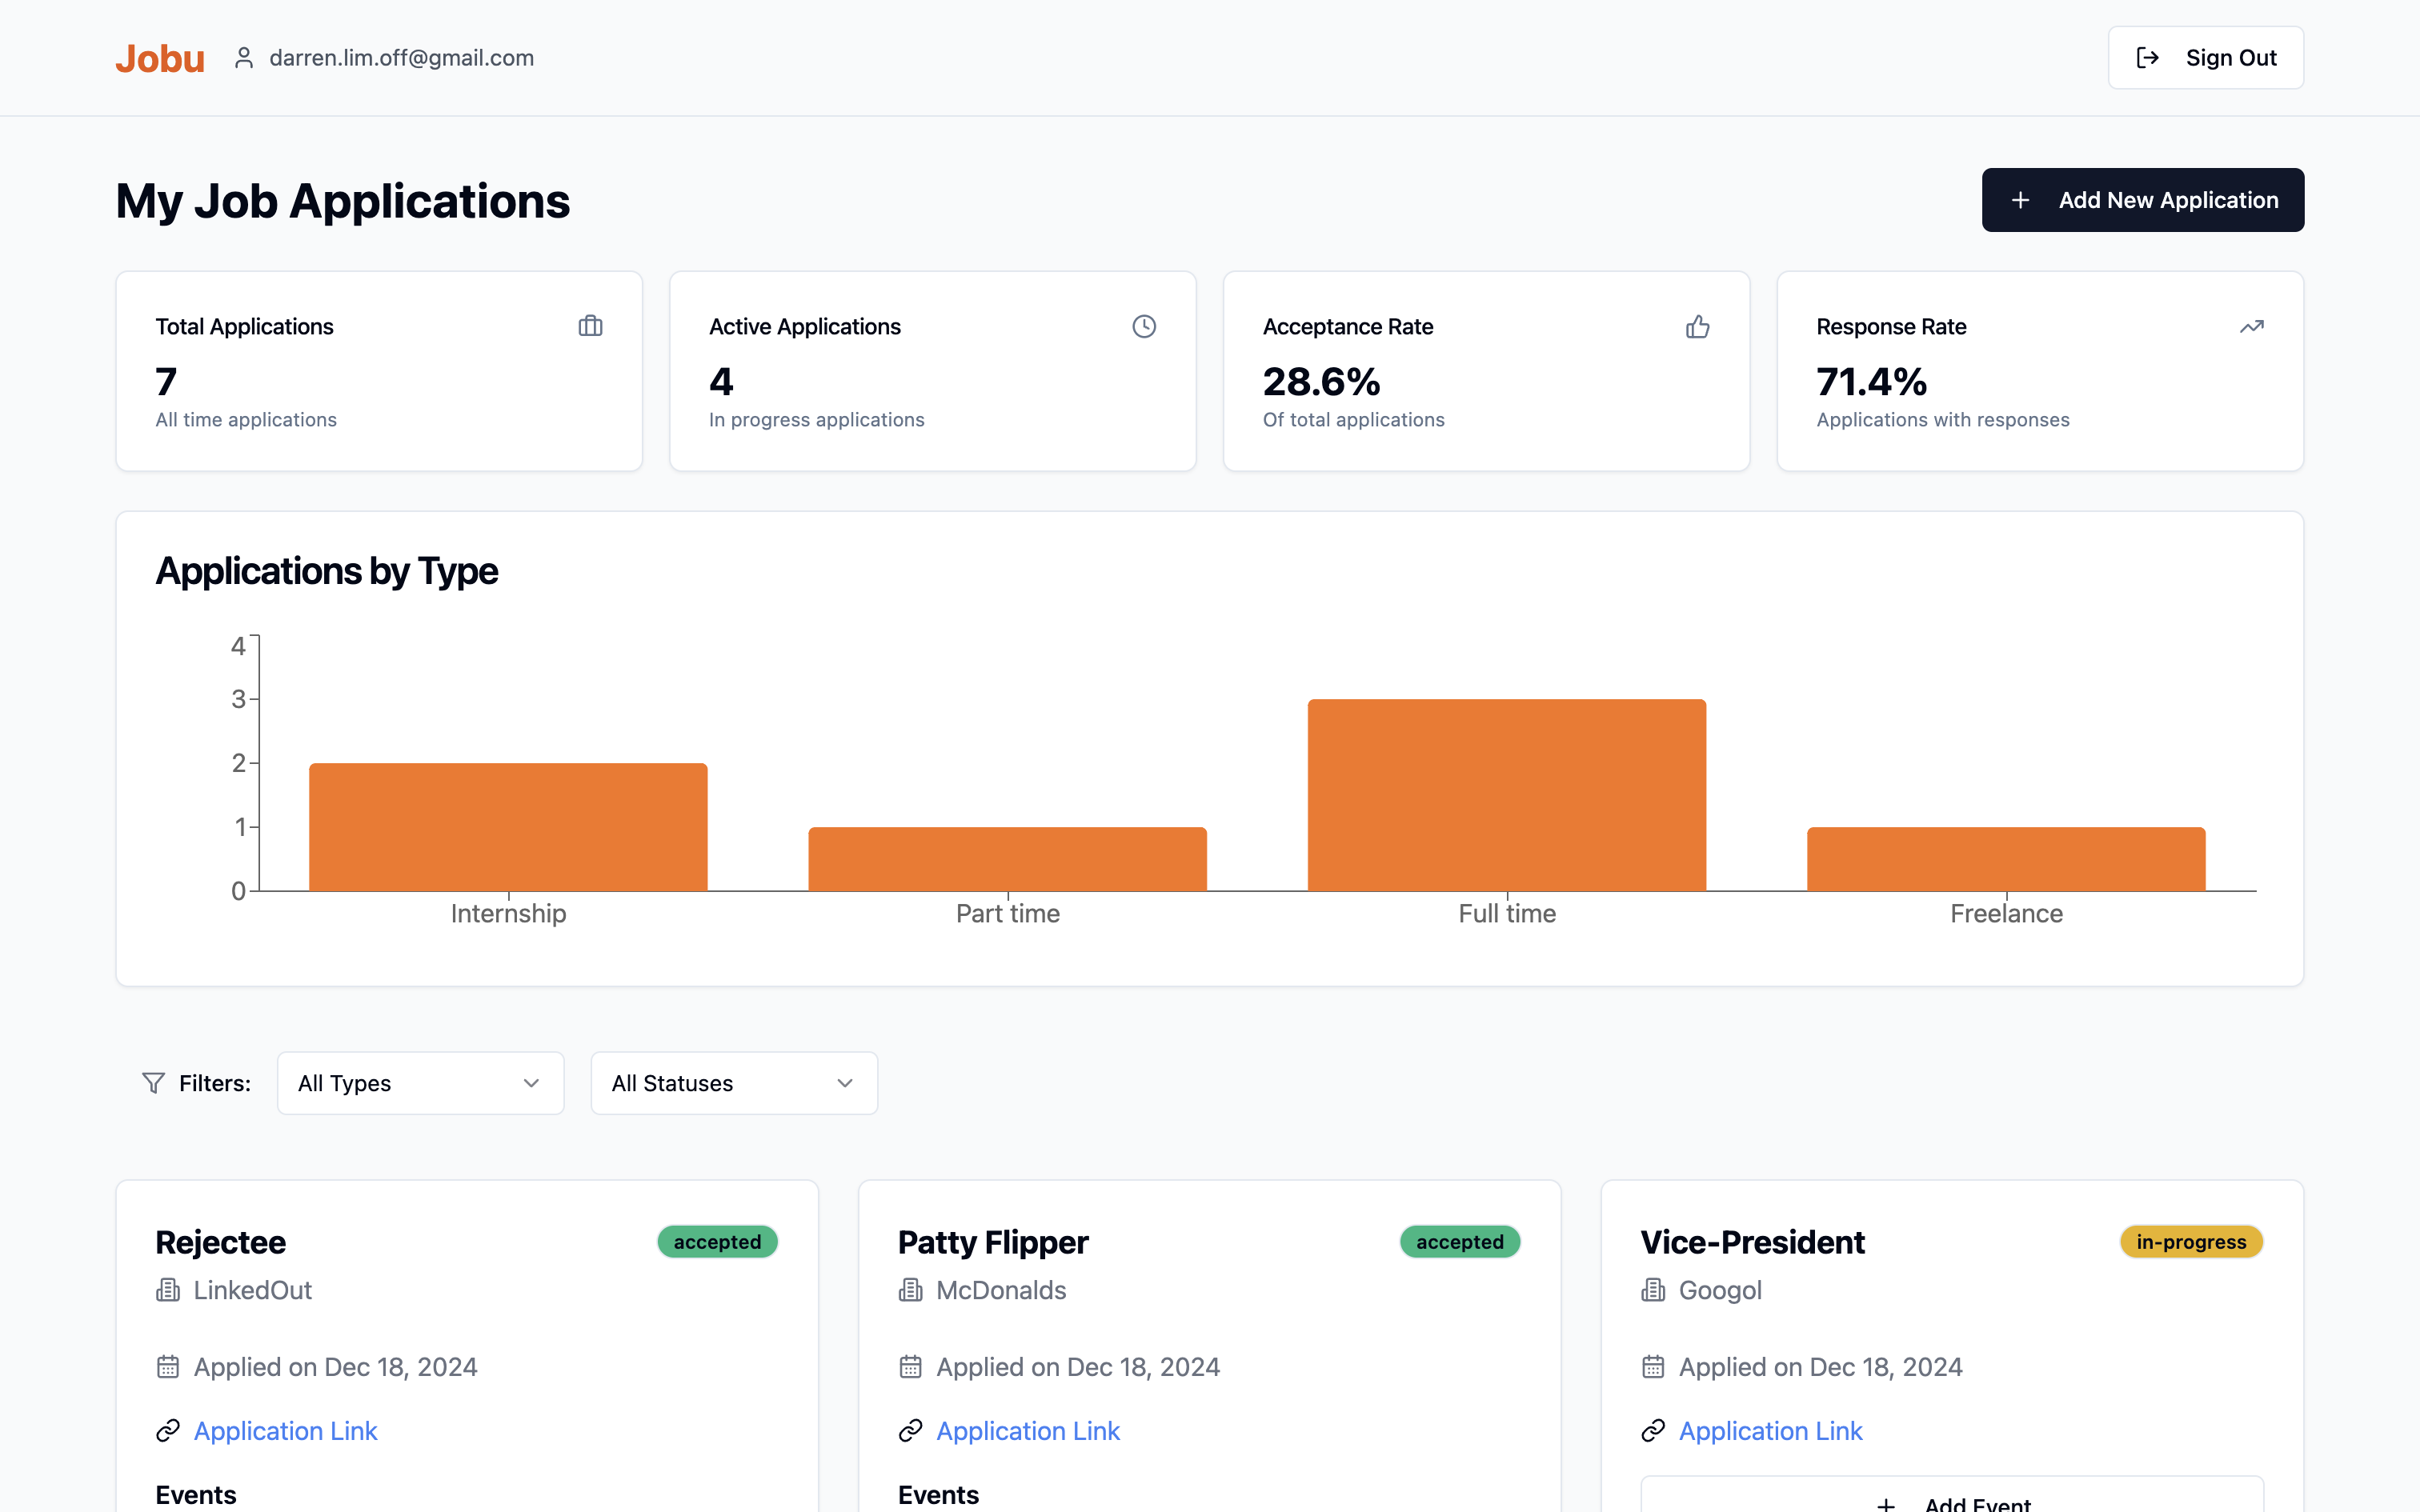 Jobu darren.lim.off@gmail.com Sign Out
My Job Applications
Add New Application
Total Applications
7
All time applications
Active Applications
4
In progress applications
Acceptance Rate
28.6%
Of total applications
Response Rate
71.4%
Applications with responses
Applications by Type
4
3
2
1
0
Internship Part time Full time Freelance
Filters: All Types All Statuses
Rejectee accepted
LinkedOut
Applied on Dec 18, 2024
Application Link
Events
Patty Flipper accepted
McDonalds
Applied on Dec 18, 2024
Application Link
Events
Vice-President in-progress
Googol
Applied on Dec 18, 2024
Application Link
Add Event